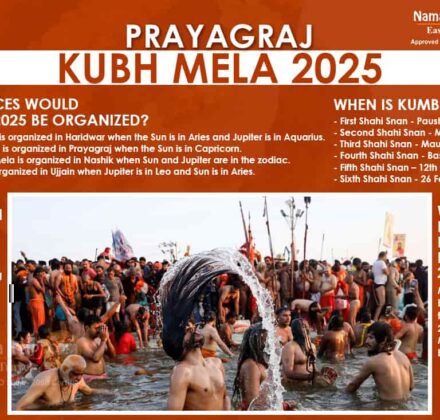 Nama
Eas
Approved
PRAYAGRAJ
KUBH MELA 2025
CES WOULD
2025 BE ORGANIZED?
is organized in Haridwar when the Sun is in Aries and Jupiter is in Aquarius.
is organized in Prayagraj when the Sun is in Capricorn.
ela is organized in Nashik when Sun and Jupiter are in the zodiac.
rganized in Ujjain when Jupiter is in Leo and Sun is in Aries.
WHEN IS KUMB
- First Shahi Snan - Paush
- Second Shahi Snan - M
- Third Shahi Snan - Mau
- Fourth Shahi Snan - Bas
- Fifth Shahi Snan – 12th
- Sixth Shahi Snan - 26 F